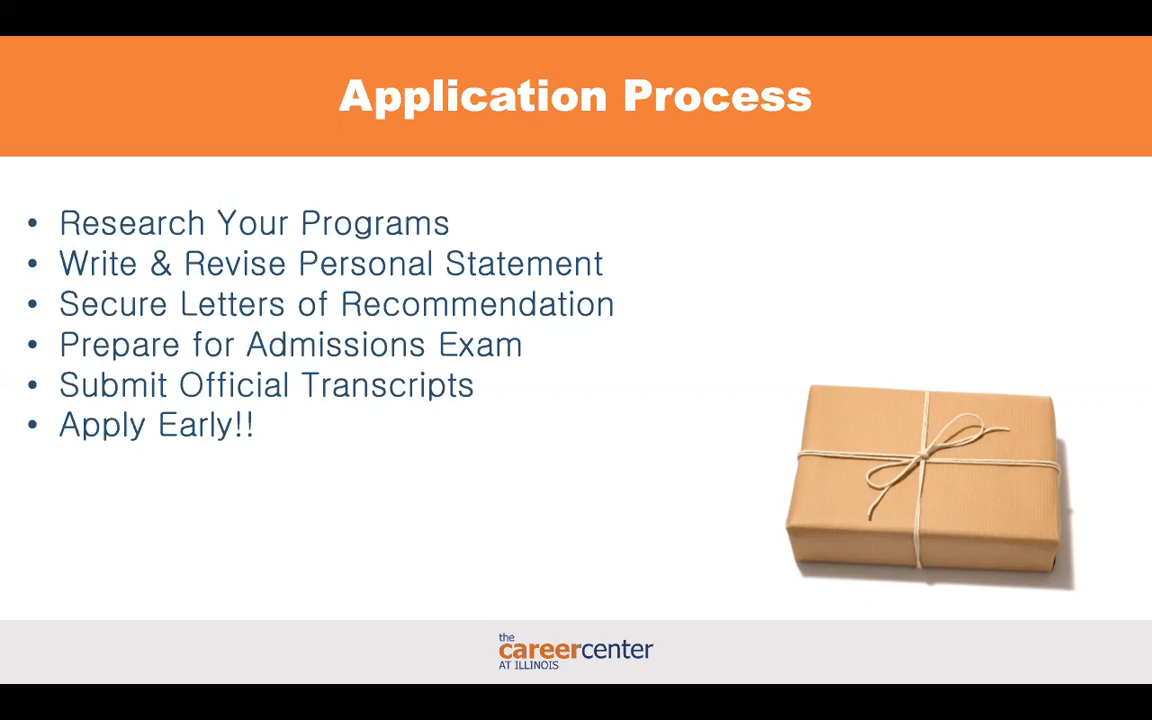 Application Process
• Research Your Programs
• Write & Revise Personal Statement
• Secure Letters of Recommendation
• Prepare for Admissions Exam
• Submit Official Transcripts
• Apply Early!!
the
careercenter
AT ILLINOIS